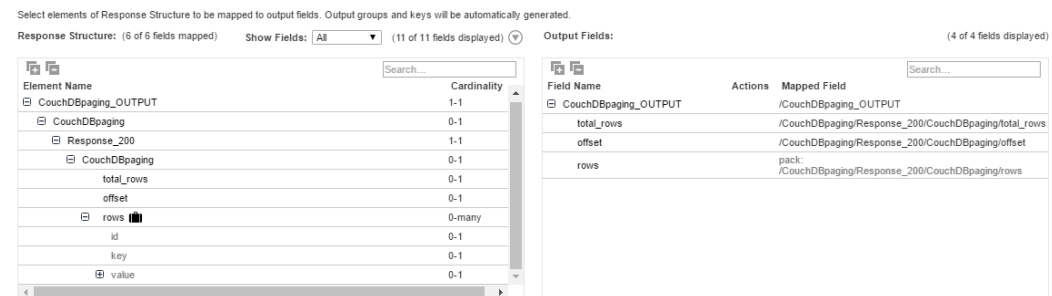 Select elements of Response Structure to be mapped to output fields. Output groups and keys will be automatically generated.
Response Structure: (6 of 6 fields mapped) Show Fields: All (11 of 11 fields displayed)
Search...
Element Name Cardinality
CouchDBpaging_OUTPUT 1-1
CouchDBpaging 0-1
Response_200 1-1
CouchDBpaging 0-1
total_rows 0-1
offset 0-1
rows 0-many
id 0-1
key 0-1
value 0-1
Output Fields: (4 of 4 fields displayed)
Search...
Field Name Actions Mapped Field
CouchDBpaging_OUTPUT /CouchDBpaging_OUTPUT
total_rows /CouchDBpaging/Response_200/CouchDBpaging/total_rows
offset /CouchDBpaging/Response_200/CouchDBpaging/offset
rows pack:
/CouchDBpaging/Response_200/CouchDBpaging/rows